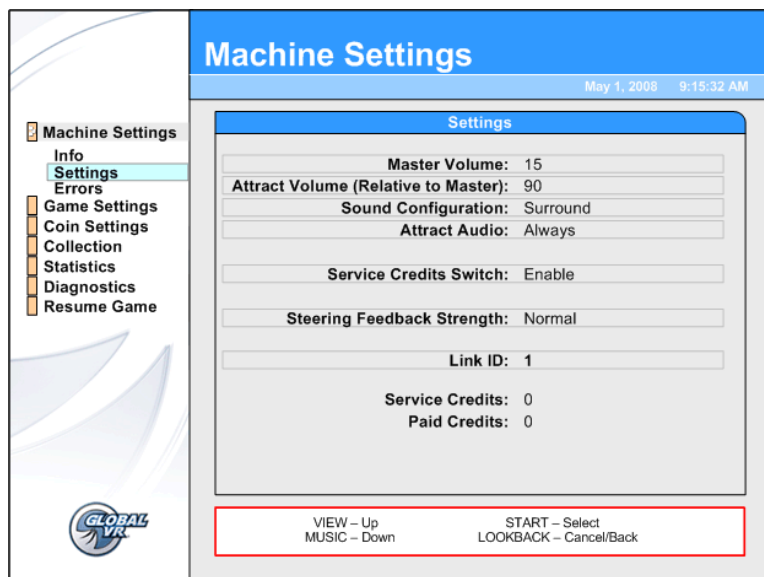 Machine Settings
May 1, 2008 9:15:32 AM
Machine Settings
Info
Settings
Errors
Game Settings
Coin Settings
Collection
Statistics
Diagnostics
Resume Game
Settings
Master Volume: 15
Attract Volume (Relative to Master): 90
Sound Configuration: Surround
Attract Audio: Always
Service Credits Switch: Enable
Steering Feedback Strength: Normal
Link ID: 1
Service Credits: 0
Paid Credits: 0
GLOBAL
VR
VIEW – Up START – Select
MUSIC – Down LOOKBACK – Cancel/Back